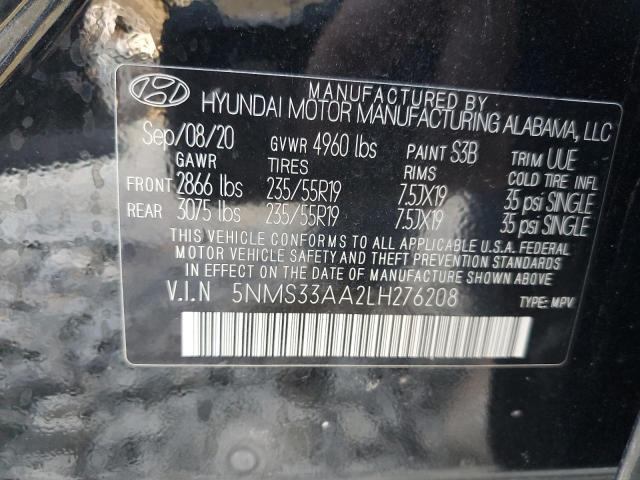 MANUFACTURED BY
HYUNDAI MOTOR MANUFACTURING ALABAMA, LLC
Sep/08/20 GVWR 4960 lbs PAINT S3B TRIM UUE
GAWR TIRES RIMS COLD TIRE INFL
FRONT 2866 lbs 235/55R19 7.5JX19 35 psi SINGLE
REAR 3075 lbs 235/55R19 7.5JX19 35 psi SINGLE
THIS VEHICLE CONFORMS TO ALL APPLICABLE U.S.A. FEDERAL
MOTOR VEHICLE SAFETY AND THEFT PREVENTION STANDARDS
IN EFFECT ON THE DATE OF MANUFACTURE SHOWN ABOVE.
V.I.N 5NMS33AA2LH276208 TYPE: MPV